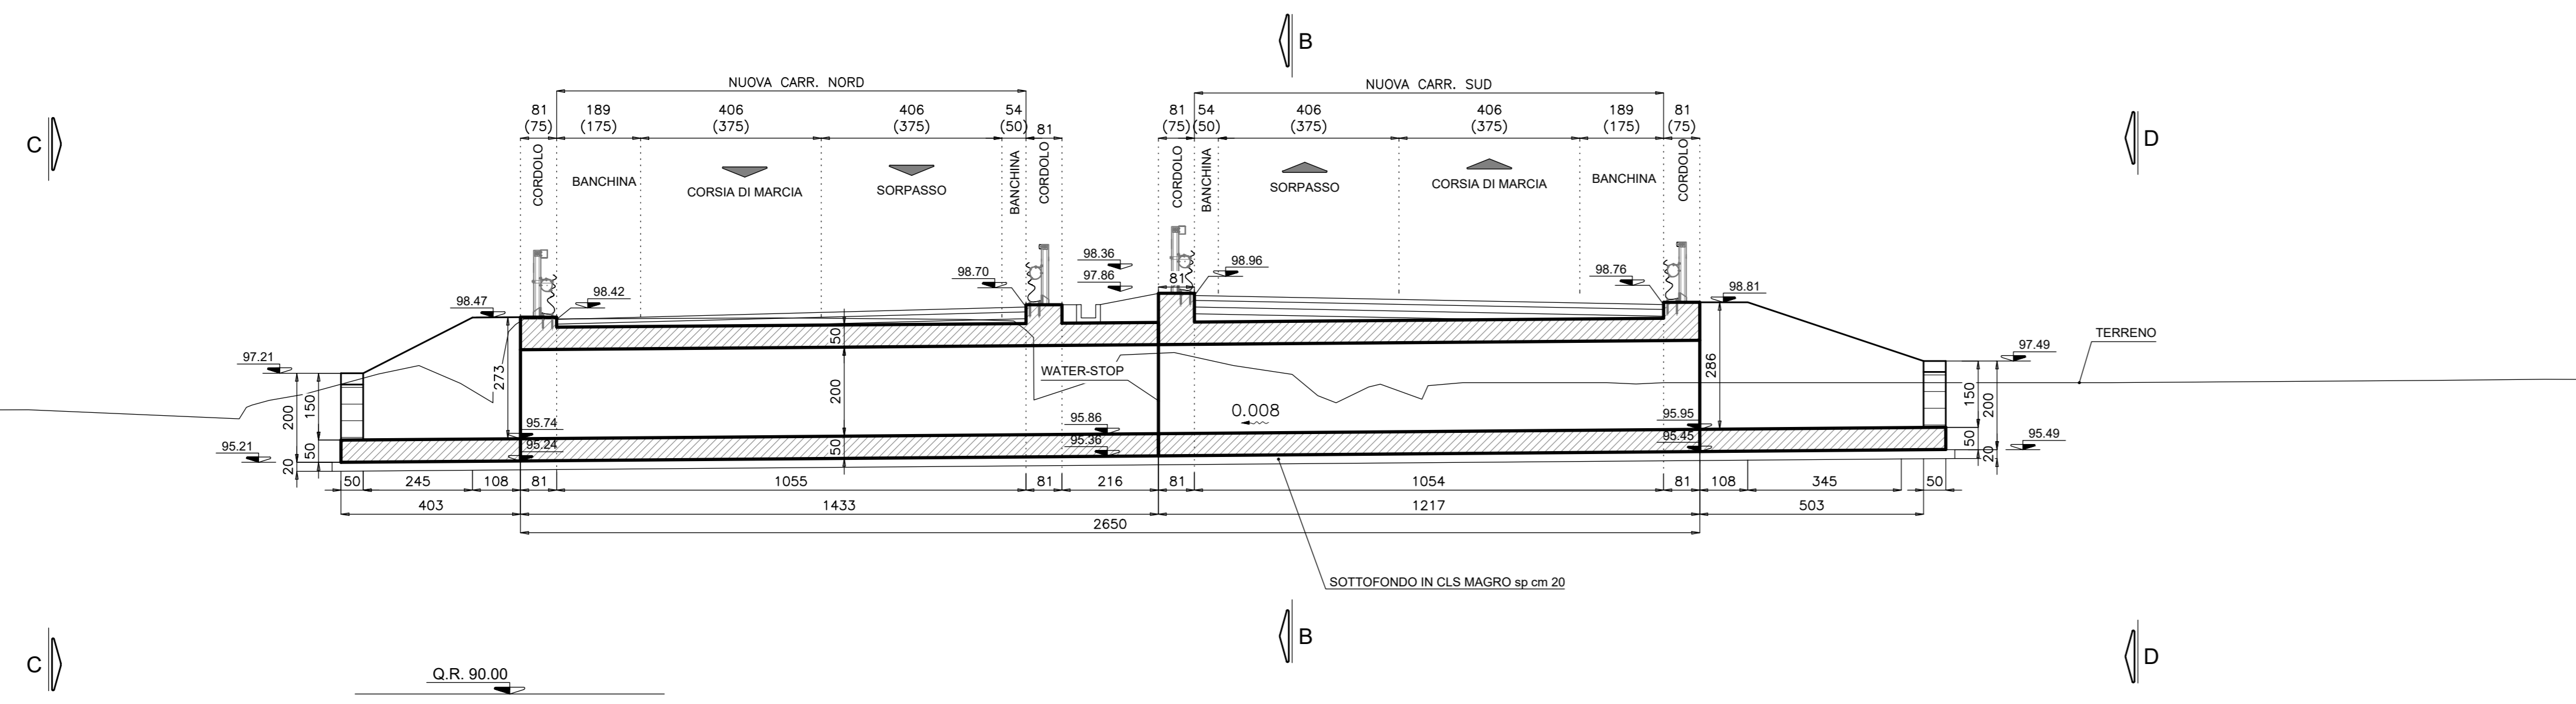 B
NUOVA CARR. NORD
NUOVA CARR. SUD
81 189 406 406 54 81
(75) (175) (375) (375) (50)
81 54 406 406 189 81
(75) (50) (375) (375) (175) (75)
C
D
CORDOLO
BANCHINA
CORSIA DI MARCIA
SORPASSO
BANCHINA
CORDOLO
CORDOLO
BANCHINA
SORPASSO
CORSIA DI MARCIA
BANCHINA
CORDOLO
98.47
98.42
98.70
98.36
97.86
98.96
81
98.76
98.81
TERRENO
97.21
97.49
273
50
200
50
WATER-STOP
0.008
286
200
150
50
20
95.21
95.74
95.24
95.86
95.36
95.95
95.45
150
200
50
20
95.49
50 245 108 81 1055 81 216 81 1054 81 108 345 50
403 1433 1217 503
2650
SOTTOFONDO IN CLS MAGRO sp cm 20
C
B
D
Q.R. 90.00